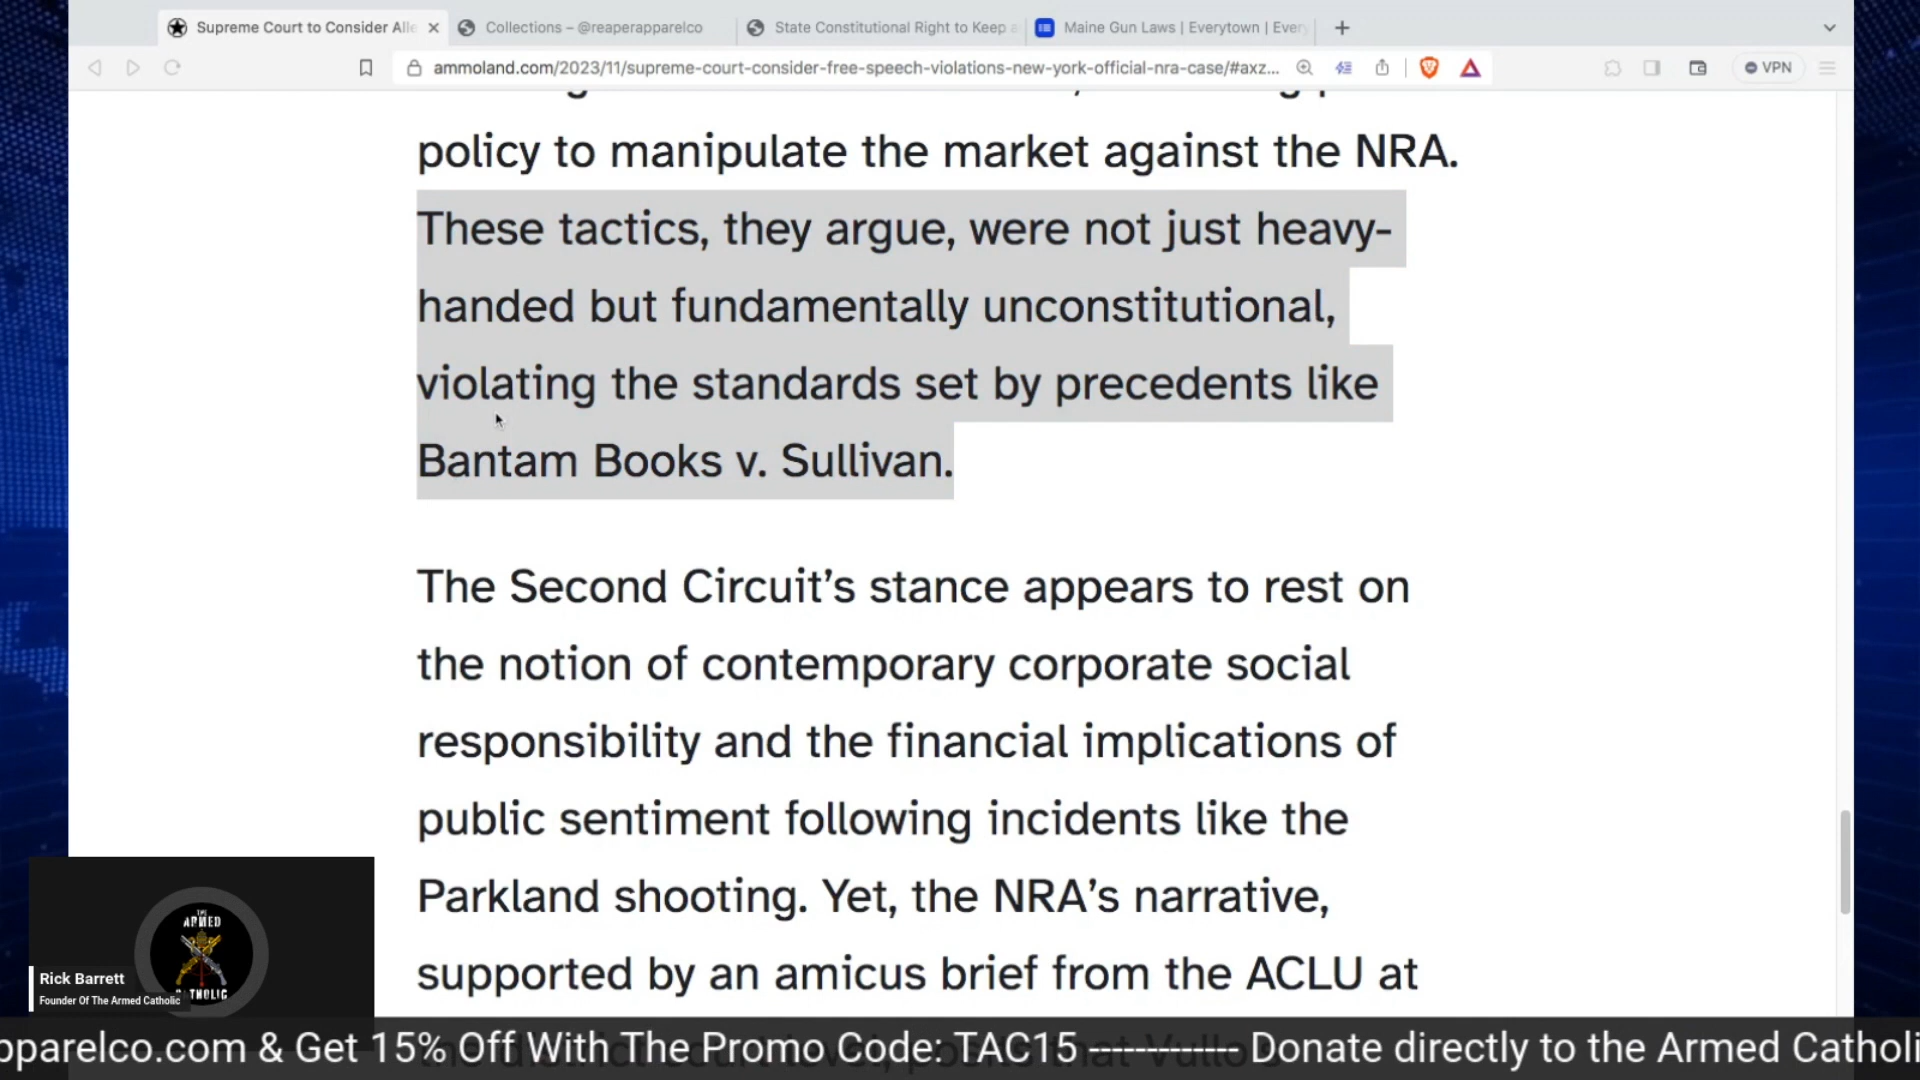 Supreme Court to Consider Alle
Collections – @reaperapparelco
State Constitutional Right to Keep a
Maine Gun Laws | Everytown | Ever
ammoland.com/2023/11/supreme-court-consider-free-speech-violations-new-york-official-nra-case/#axz...
VPN
policy to manipulate the market against the NRA.
These tactics, they argue, were not just heavy-
handed but fundamentally unconstitutional,
violating the standards set by precedents like
Bantam Books v. Sullivan.
The Second Circuit’s stance appears to rest on
the notion of contemporary corporate social
responsibility and the financial implications of
public sentiment following incidents like the
Parkland shooting. Yet, the NRA’s narrative,
supported by an amicus brief from the ACLU at
THE
ARMED
CATHOLIC
Rick Barrett
Founder Of The Armed Catholic
pparelco.com & Get 15% Off With The Promo Code: TAC15 ------------Donate directly to the Armed Catholi